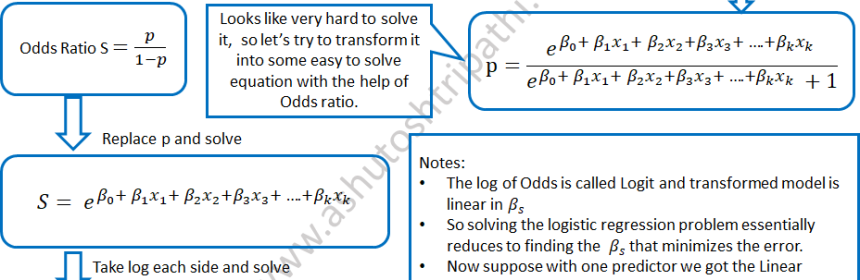 Odds Ratio S = p / 1−p
Looks like very hard to solve
it, so let's try to transform it
into some easy to solve
equation with the help of
Odds ratio.
p = e^{β₀+ β₁x₁+ β₂x₂+β₃x₃+ ....+βₖxₖ} / e^{β₀+ β₁x₁+ β₂x₂+β₃x₃+ ....+βₖxₖ} + 1
Replace p and solve
S = e^{β₀+ β₁x₁+ β₂x₂+β₃x₃+ ....+βₖxₖ}
Take log each side and solve
Notes:
• The log of Odds is called Logit and transformed model is
linear in βₛ
• So solving the logistic regression problem essentially
reduces to finding the βₛ that minimizes the error.
• Now suppose with one predictor we got the Linear
www.ashutoshtripathi.